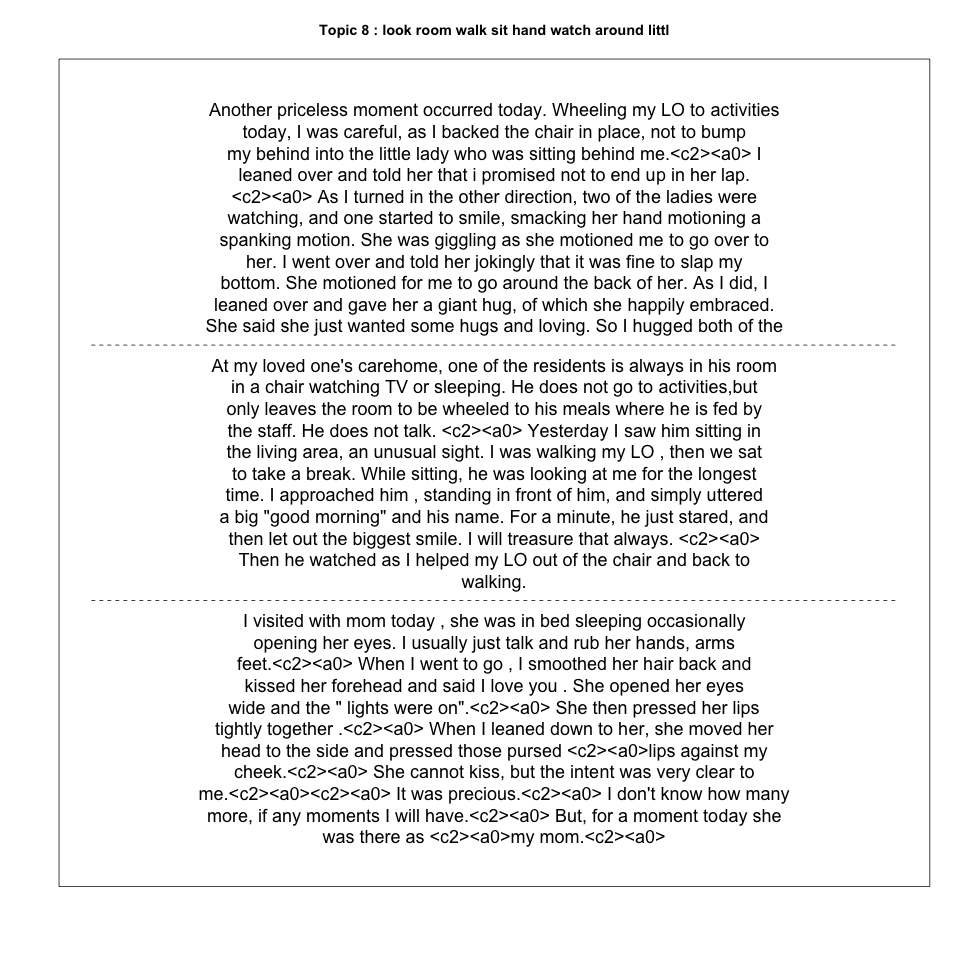 Topic 8 : look room walk sit hand watch around littl
Another priceless moment occurred today. Wheeling my LO to activities
today, I was careful, as I backed the chair in place, not to bump
my behind into the little lady who was sitting behind me.<c2><a0> I
leaned over and told her that i promised not to end up in her lap.
<c2><a0> As I turned in the other direction, two of the ladies were
watching, and one started to smile, smacking her hand motioning a
spanking motion. She was giggling as she motioned me to go over to
her. I went over and told her jokingly that it was fine to slap my
bottom. She motioned for me to go around the back of her. As I did, I
leaned over and gave her a giant hug, of which she happily embraced.
She said she just wanted some hugs and loving. So I hugged both of the
At my loved one's carehome, one of the residents is always in his room
in a chair watching TV or sleeping. He does not go to activities,but
only leaves the room to be wheeled to his meals where he is fed by
the staff. He does not talk. <c2><a0> Yesterday I saw him sitting in
the living area, an unusual sight. I was walking my LO , then we sat
to take a break. While sitting, he was looking at me for the longest
time. I approached him , standing in front of him, and simply uttered
a big "good morning" and his name. For a minute, he just stared, and
then let out the biggest smile. I will treasure that always. <c2><a0>
Then he watched as I helped my LO out of the chair and back to
walking.
I visited with mom today , she was in bed sleeping occasionally
opening her eyes. I usually just talk and rub her hands, arms
feet.<c2><a0> When I went to go , I smoothed her hair back and
kissed her forehead and said I love you . She opened her eyes
wide and the " lights were on".<c2><a0> She then pressed her lips
tightly together .<c2><a0> When I leaned down to her, she moved her
head to the side and pressed those pursed <c2><a0>lips against my
cheek.<c2><a0> She cannot kiss, but the intent was very clear to
me.<c2><a0><c2><a0> It was precious.<c2><a0> I don't know how many
more, if any moments I will have.<c2><a0> But, for a moment today she
was there as <c2><a0>my mom.<c2><a0>